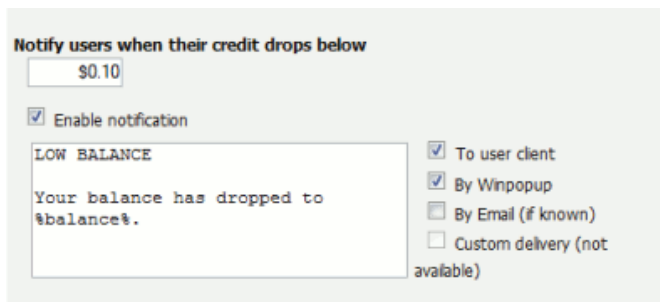 Notify users when their credit drops below
$0.10
Enable notification
LOW BALANCE
Your balance has dropped to
%balance%.
To user client
By Winpopup
By Email (if known)
Custom delivery (not
available)